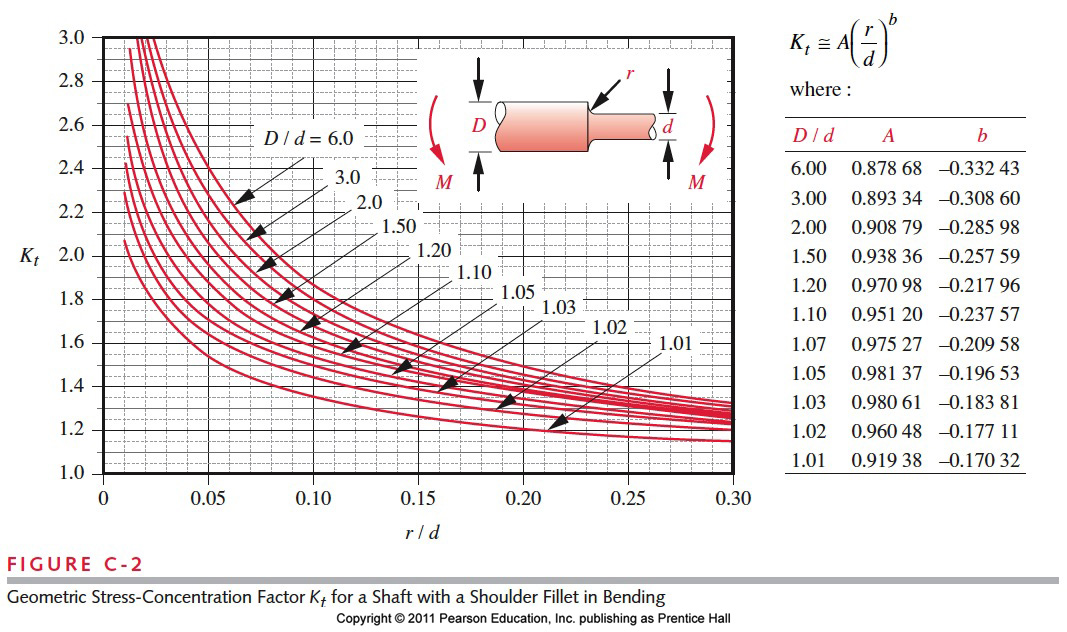 3.0
2.8
2.6
2.4
2.2
2.0
1.8
1.6
1.4
1.2
1.0
K_t
0 0.05 0.10 0.15 0.20 0.25 0.30
r / d
D / d = 6.0
3.0
2.0
1.50
1.20
1.10
1.05
1.03
1.02
1.01
r
D
d
M
M
K_t ≅ A(r/d)^b
where :
D / d A b
6.00 0.878 68 –0.332 43
3.00 0.893 34 –0.308 60
2.00 0.908 79 –0.285 98
1.50 0.938 36 –0.257 59
1.20 0.970 98 –0.217 96
1.10 0.951 20 –0.237 57
1.07 0.975 27 –0.209 58
1.05 0.981 37 –0.196 53
1.03 0.980 61 –0.183 81
1.02 0.960 48 –0.177 11
1.01 0.919 38 –0.170 32
FIGURE C-2
Geometric Stress-Concentration Factor K_t for a Shaft with a Shoulder Fillet in Bending
Copyright © 2011 Pearson Education, Inc. publishing as Prentice Hall